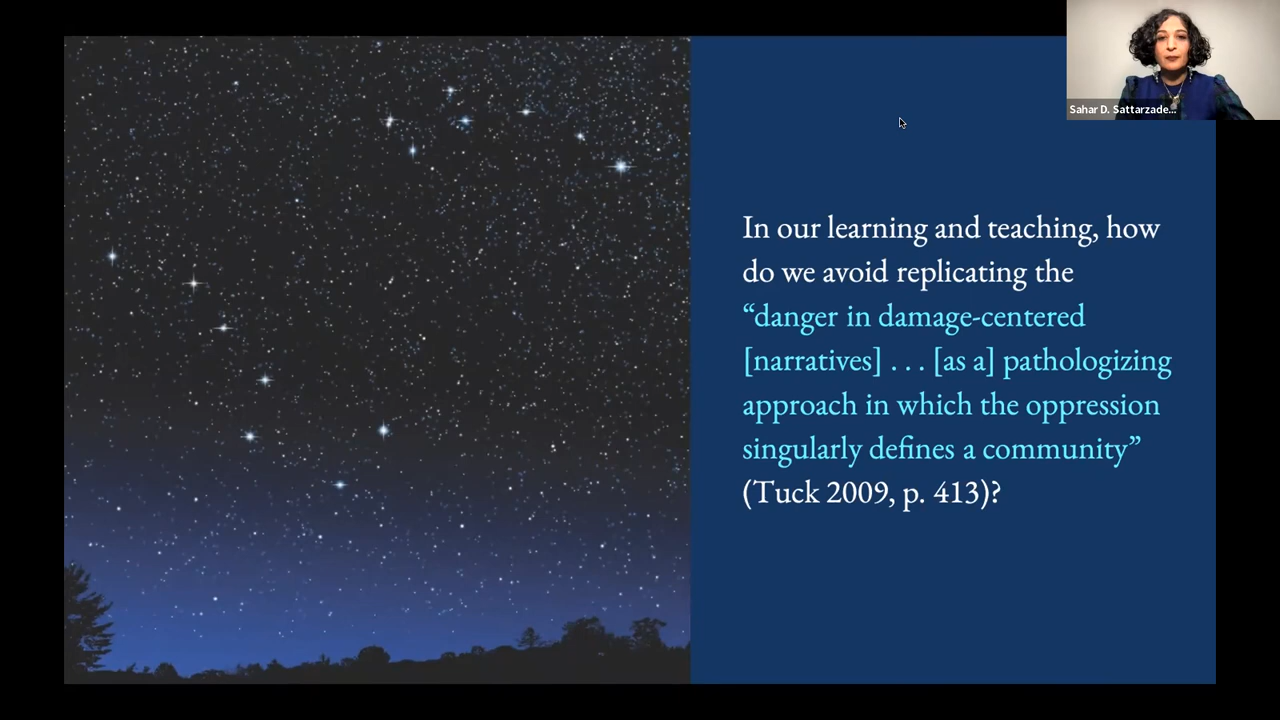 Sahar D. Sattarzade...
In our learning and teaching, how
do we avoid replicating the
“danger in damage-centered
[narratives] . . . [as a] pathologizing
approach in which the oppression
singularly defines a community”
(Tuck 2009, p. 413)?